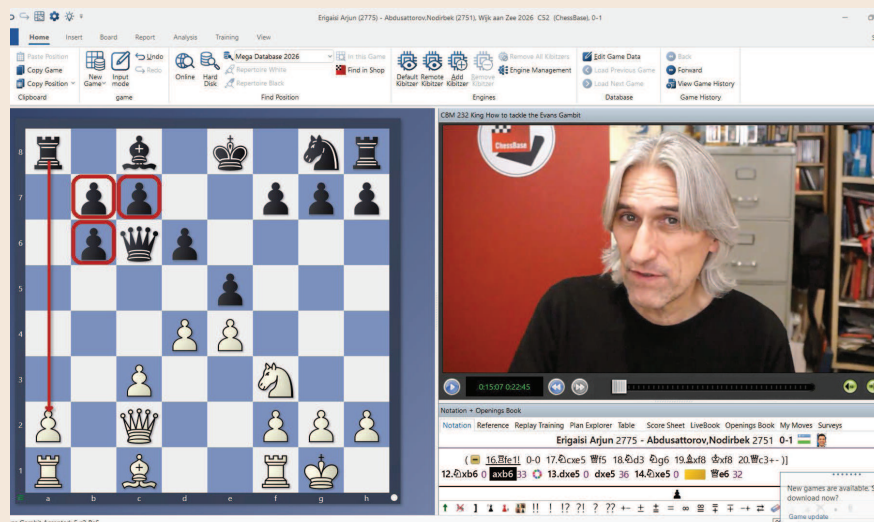 Erigaisi Arjun (2775) - Abdusattorov,Nodirbek (2751), Wijk aan Zee 2026 C52 (ChessBase), 0-1
Home Insert Board Report Analysis Training View
Paste Position
Copy Game
Copy Position
Clipboard
New Game
Input mode
Undo
Redo
game
Online
Hard Disk
Mega Database 2026
Repertoire White
Repertoire Black
In this Game
Find in Shop
Find Position
Default Kibitzer
Remote Kibitzer
Add Kibitzer
Remove Kibitzer
Remove All Kibitzers
Engine Management
Engines
Edit Game Data
Load Previous Game
Load Next Game
Database
Back
Forward
View Game History
Game History
CBM 232 King How to tackle the Evans Gambit
ChessBase
8
7
6
5
4
3
2
1
a b c d e f g h
0:15:07 0:22:45
Notation + Openings Book
Notation Reference Replay Training Plan Explorer Table Score Sheet LiveBook Openings Book My Moves Surveys
Erigaisi Arjun 2775 - Abdusattorov,Nodirbek 2751 0-1
( 16.♖fe1! 0-0 17.♘cxe5 ♕f5 18.♘d3 ♘g6 19.♗xf8 ♔xf8 20.♕c3+-)]
12.♘xb6 0 axb6 33 13.dxe5 0 dxe5 36 14.♘xe5 0 ♕e6 32
!! ! !? ?! ? ?? +- ± ⩲ = ∞ ⩱ ∓ -+ ⇄
New games are available. S
download now?
Game update